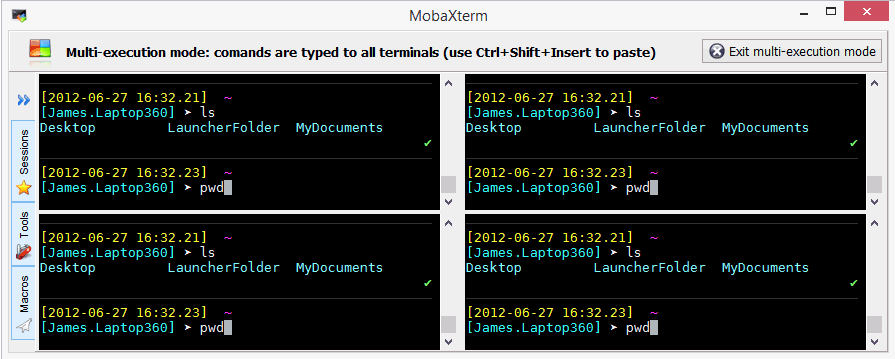 MobaXterm
Multi-execution mode: comands are typed to all terminals (use Ctrl+Shift+Insert to paste)
Exit multi-execution mode
Sessions
Tools
Macros
[2012-06-27 16:32.21] ~
[James.Laptop360] ➤ ls
Desktop LauncherFolder MyDocuments
✔
[2012-06-27 16:32.23] ~
[James.Laptop360] ➤ pwd
[2012-06-27 16:32.21] ~
[James.Laptop360] ➤ ls
Desktop LauncherFolder MyDocuments
✔
[2012-06-27 16:32.23] ~
[James.Laptop360] ➤ pwd
[2012-06-27 16:32.21] ~
[James.Laptop360] ➤ ls
Desktop LauncherFolder MyDocuments
✔
[2012-06-27 16:32.23] ~
[James.Laptop360] ➤ pwd
[2012-06-27 16:32.21] ~
[James.Laptop360] ➤ ls
Desktop LauncherFolder MyDocuments
✔
[2012-06-27 16:32.23] ~
[James.Laptop360] ➤ pwd